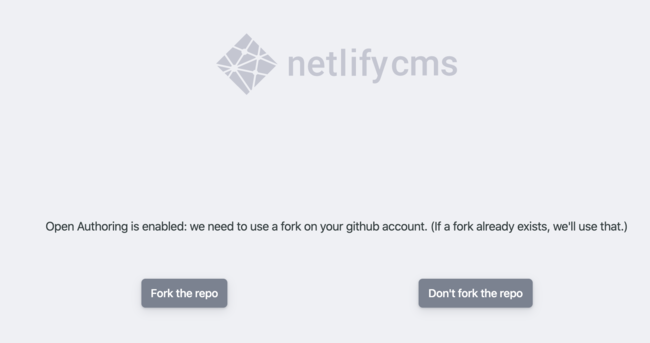 netlifycms
Open Authoring is enabled: we need to use a fork on your github account. (If a fork already exists, we'll use that.)
Fork the repo
Don't fork the repo